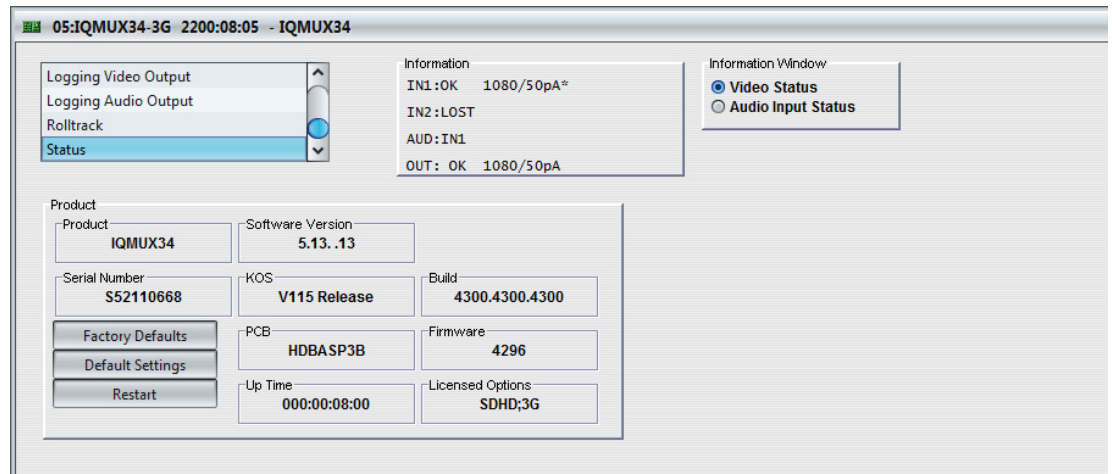 05:IQMUX34-3G 2200:08:05 - IQMUX34
Logging Video Output
Logging Audio Output
Rolltrack
Status
Information
IN1:OK 1080/50pA*
IN2:LOST
AUD:IN1
OUT: OK 1080/50pA
Information Window
Video Status
Audio Input Status
Product
Product
IQMUX34
Software Version
5.13. .13
Serial Number
S52110668
KOS
V115 Release
Build
4300.4300.4300
Factory Defaults
Default Settings
Restart
PCB
HDBASP3B
Firmware
4296
Up Time
000:00:08:00
Licensed Options
SDHD;3G